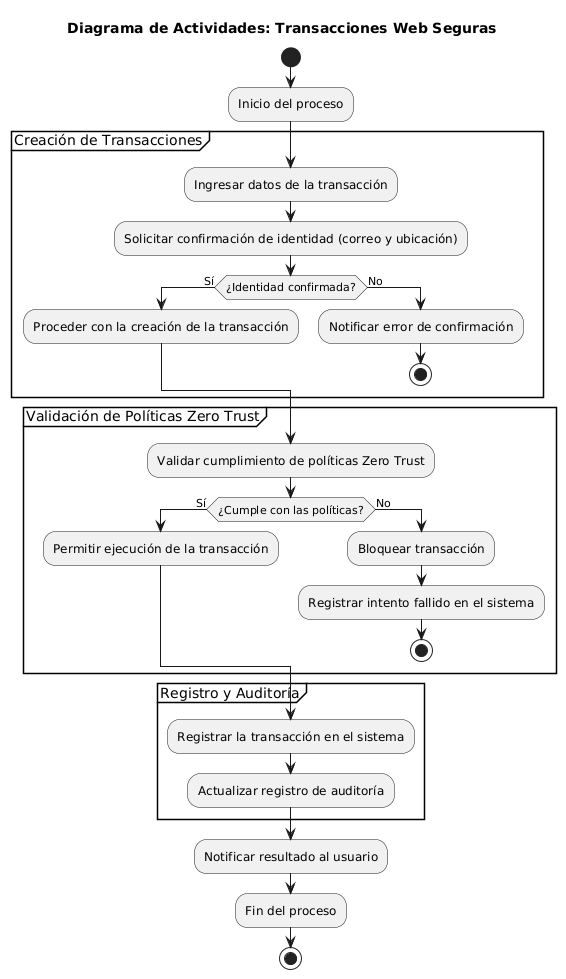 Diagrama de Actividades: Transacciones Web Seguras
Inicio del proceso
Creación de Transacciones
Ingresar datos de la transacción
Solicitar confirmación de identidad (correo y ubicación)
¿Identidad confirmada?
Sí
No
Proceder con la creación de la transacción
Notificar error de confirmación
Validación de Políticas Zero Trust
Validar cumplimiento de políticas Zero Trust
¿Cumple con las políticas?
Sí
No
Permitir ejecución de la transacción
Bloquear transacción
Registrar intento fallido en el sistema
Registro y Auditoría
Registrar la transacción en el sistema
Actualizar registro de auditoría
Notificar resultado al usuario
Fin del proceso